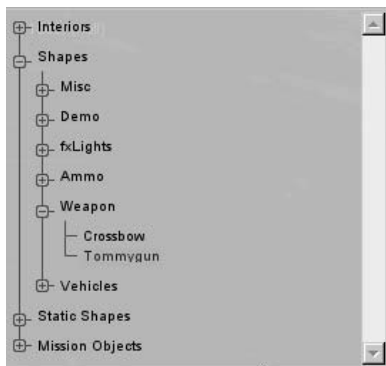 Interiors
Shapes
Misc
Demo
fxLights
Ammo
Weapon
Crossbow
Tommygun
Vehicles
Static Shapes
Mission Objects